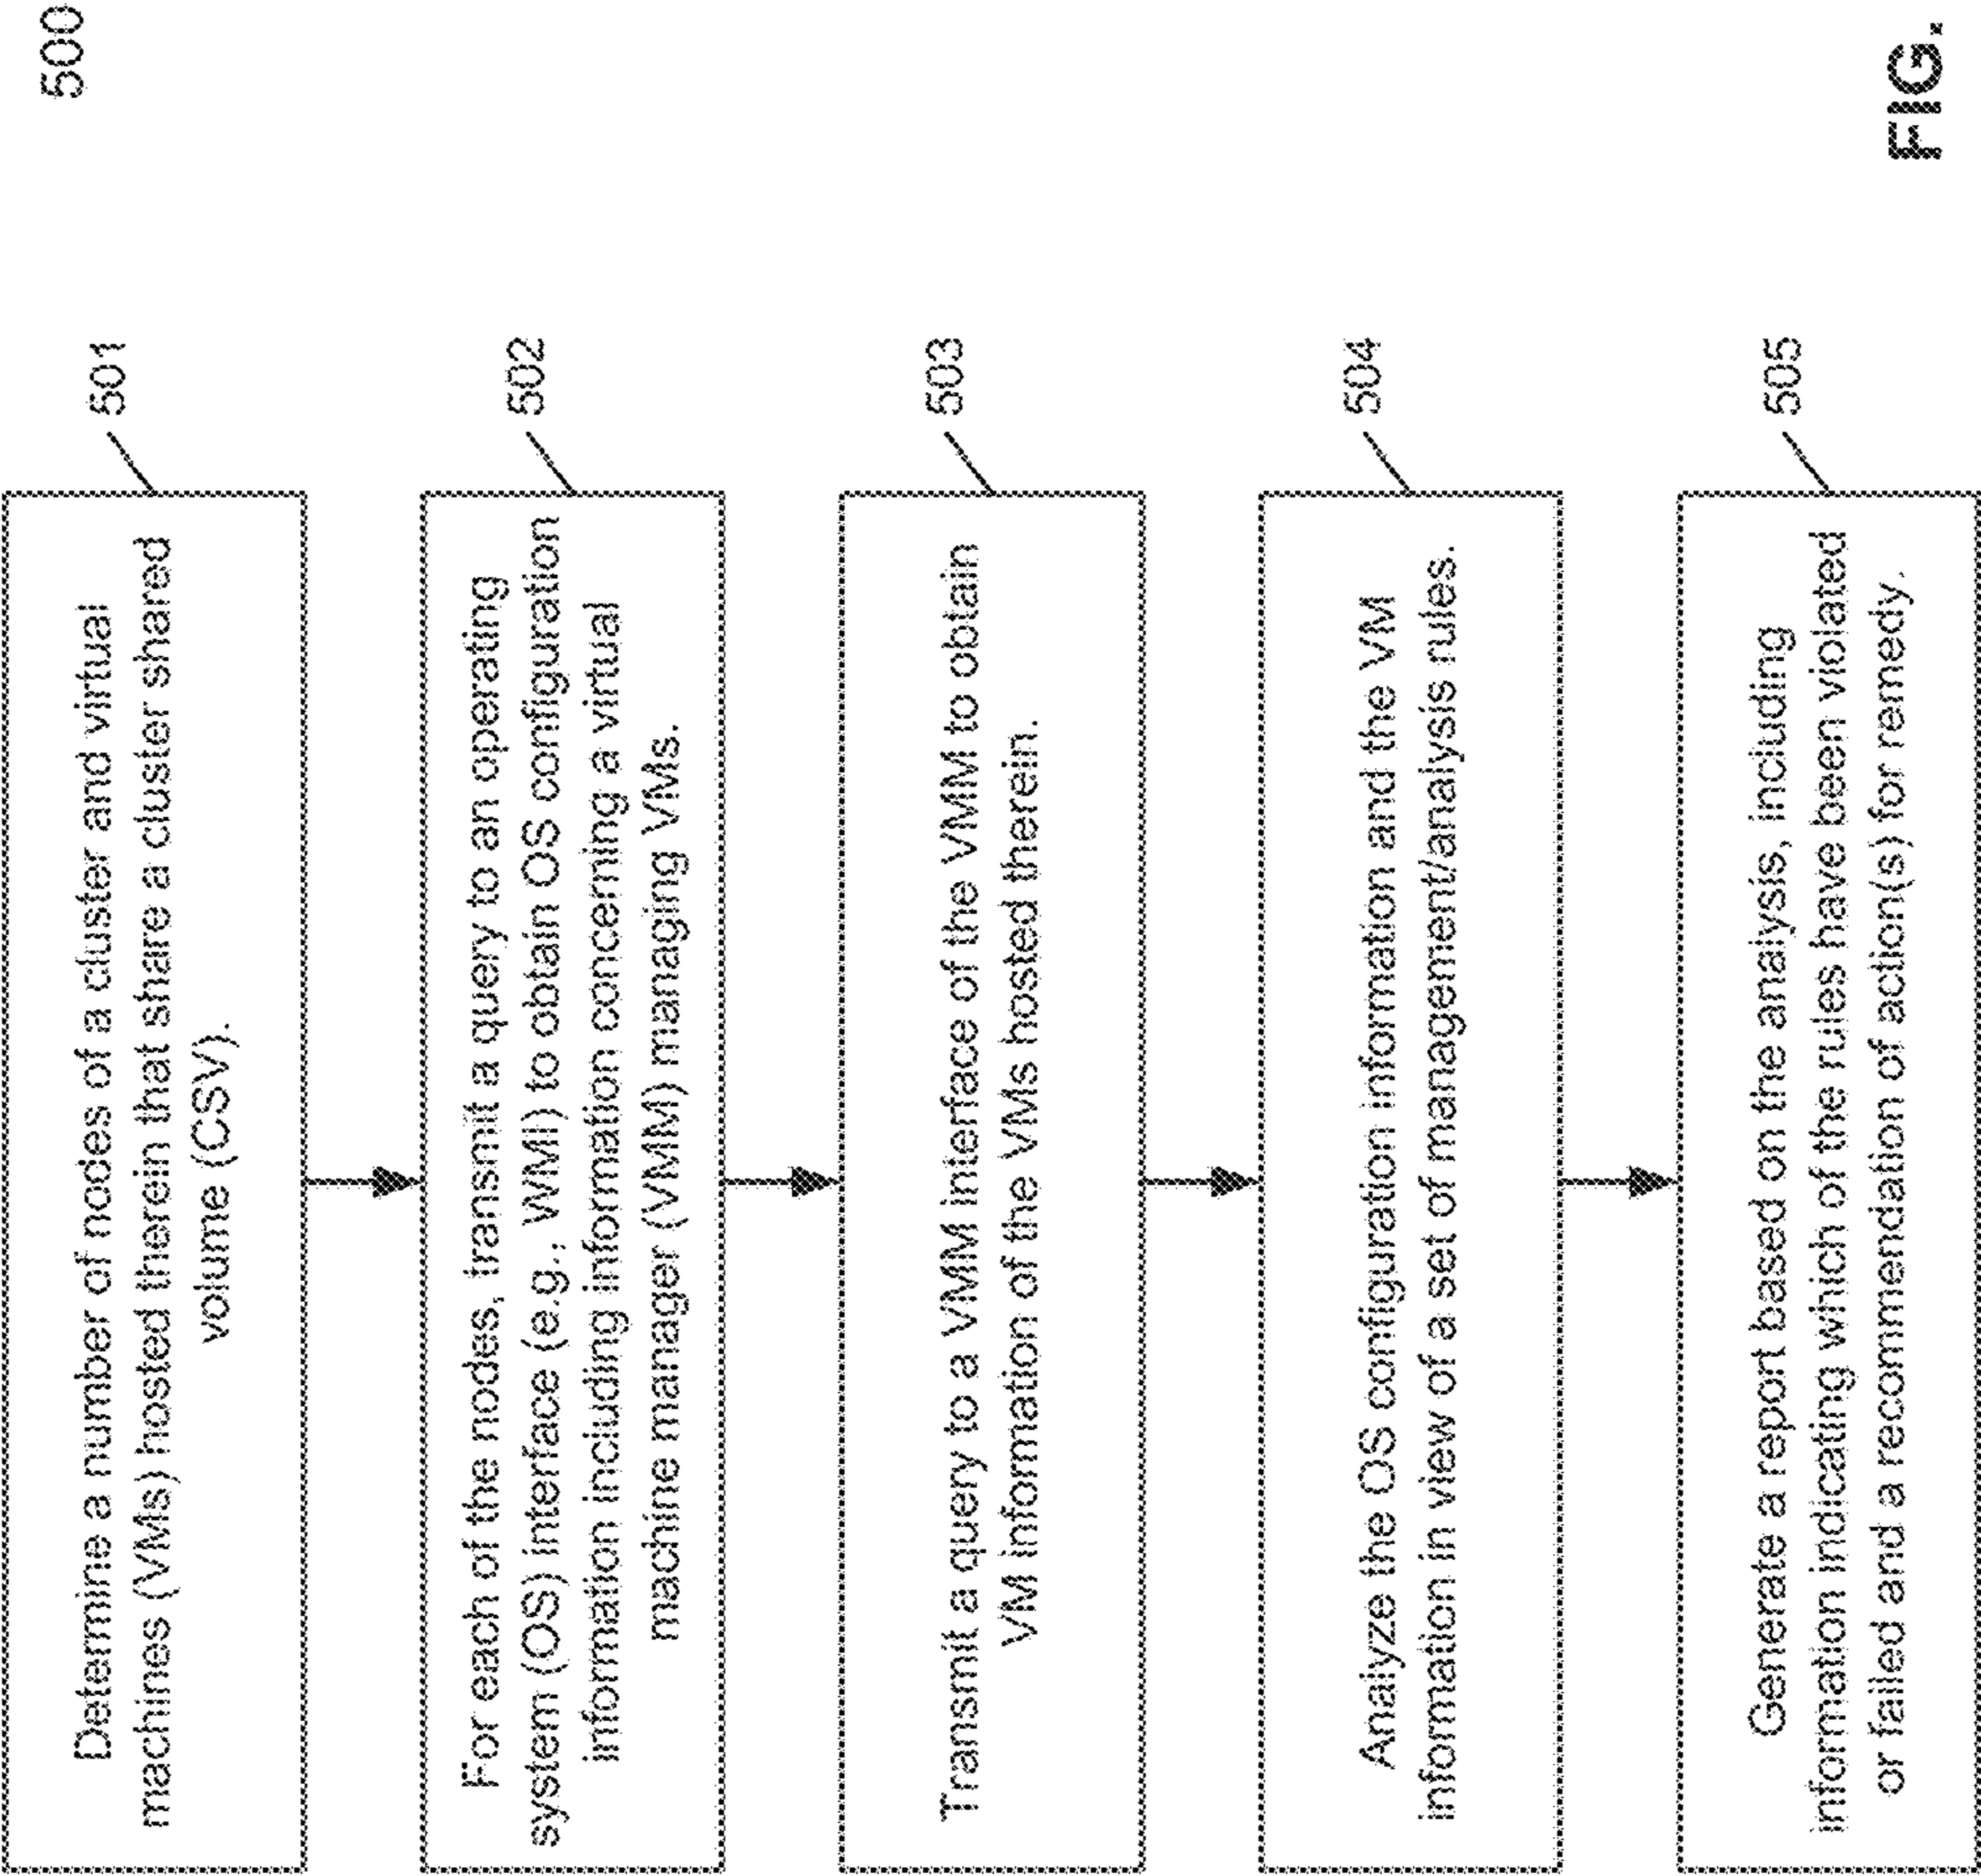 500
Determine a number of nodes of a cluster and virtual
machines (VMs) hosted therein that share a cluster shared
volume (CSV).
501
For each of the nodes, transmit a query to an operating
system (OS) interface (e.g., WMI) to obtain OS configuration
information including information concerning a virtual
machine manager (VMM) managing VMs.
502
Transmit a query to a VMM interface of the VMM to obtain
VM information of the VMs hosted therein.
503
Analyze the OS configuration information and the VM
information in view of a set of management/analysis rules.
504
Generate a report based on the analysis, including
information indicating which of the rules have been violated
or failed and a recommendation of action(s) for remedy.
505
FIG.